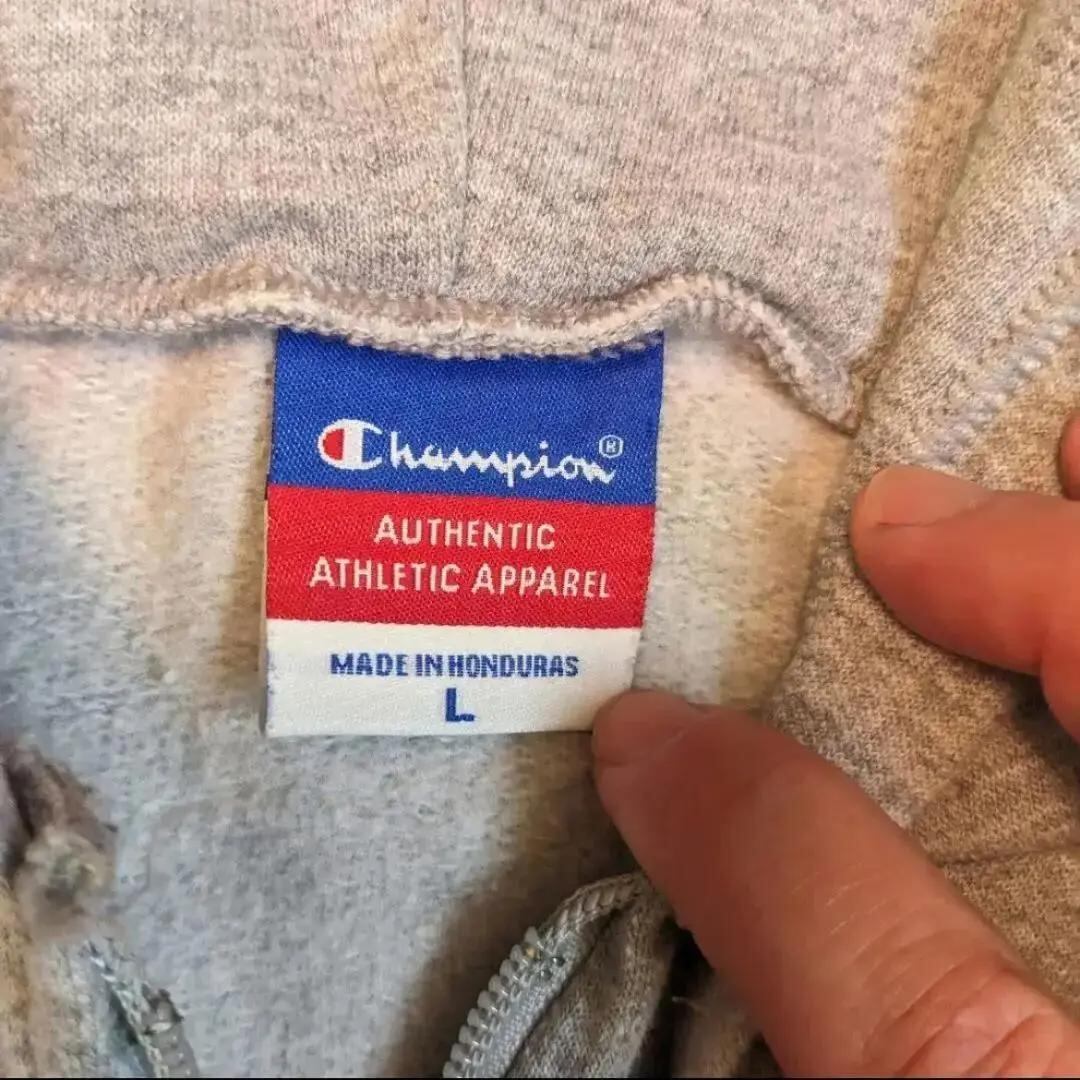 Champion®
AUTHENTIC
ATHLETIC APPAREL
MADE IN HONDURAS
L